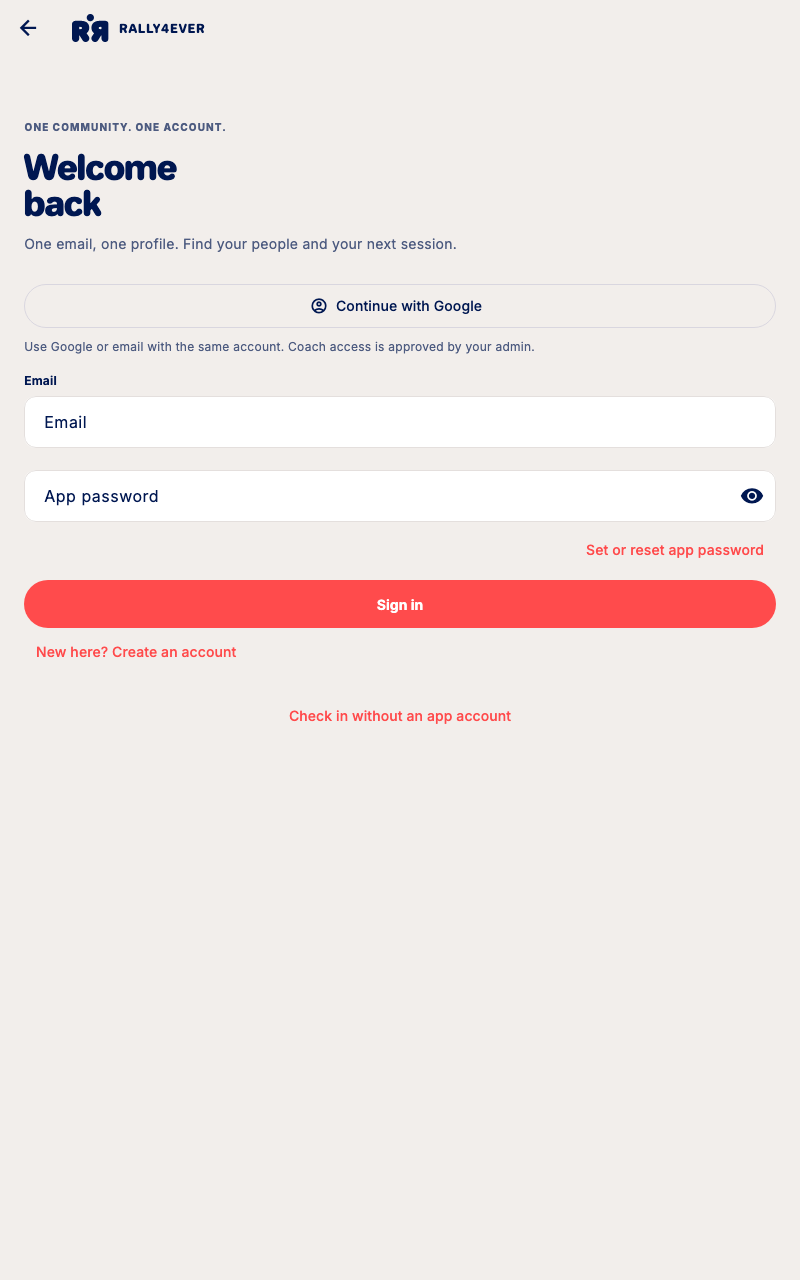 RALLY4EVER
ONE COMMUNITY. ONE ACCOUNT.
Welcome
back
One email, one profile. Find your people and your next session.
Continue with Google
Use Google or email with the same account. Coach access is approved by your admin.
Email
Email
App password
Set or reset app password
Sign in
New here? Create an account
Check in without an app account